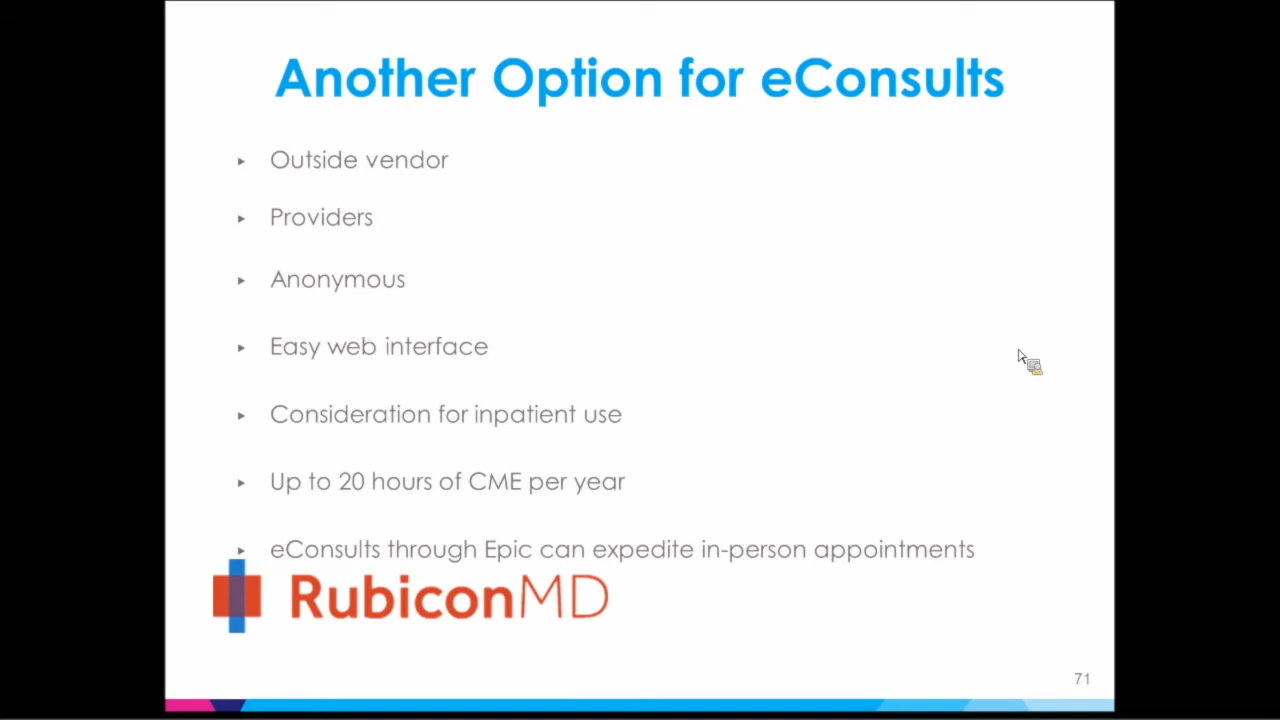 Another Option for eConsults
Outside vendor
Providers
Anonymous
Easy web interface
Consideration for inpatient use
Up to 20 hours of CME per year
eConsults through Epic can expedite in-person appointments
RubiconMD
71